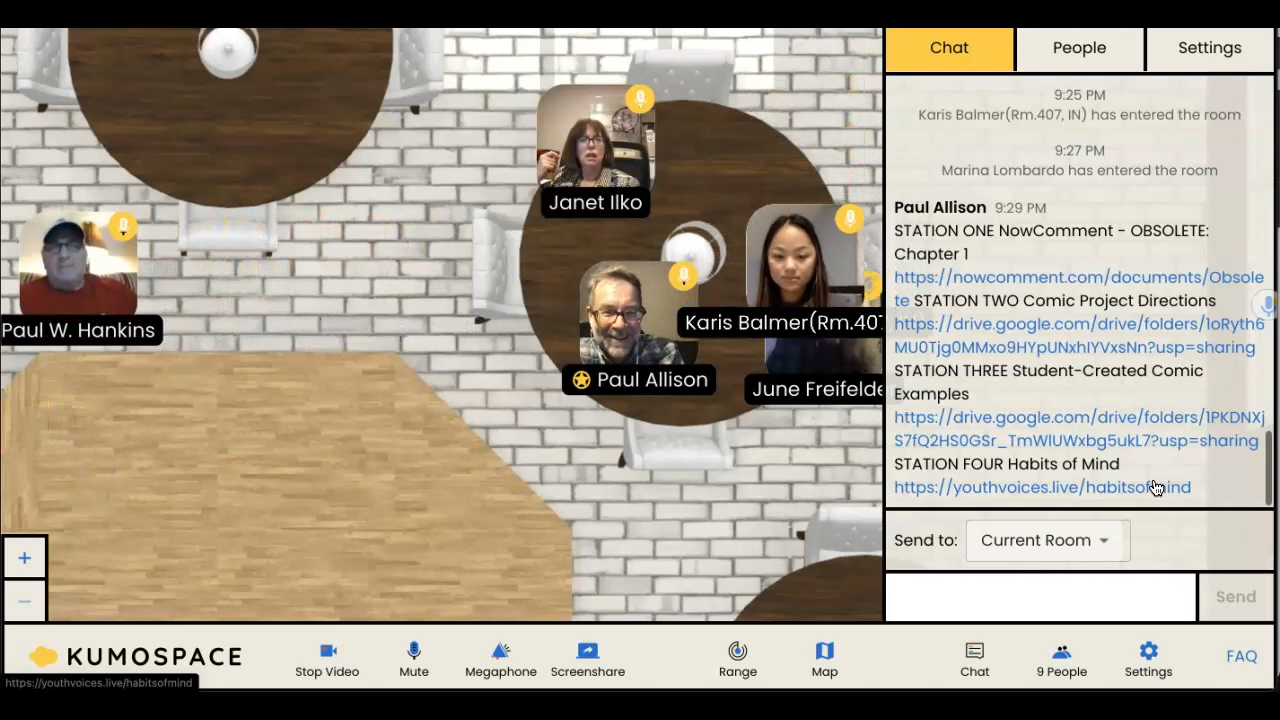 Chat
People
Settings
9:25 PM
Karis Balmer(Rm.407, IN) has entered the room
9:27 PM
Marina Lombardo has entered the room
Paul Allison 9:29 PM
STATION ONE NowComment - OBSOLETE:
Chapter 1
https://nowcomment.com/documents/Obsole
te STATION TWO Comic Project Directions
https://drive.google.com/drive/folders/1oRyth6
MU0Tjg0MMxo9HYpUNxhIYVxsNn?usp=sharing
STATION THREE Student-Created Comic
Examples
https://drive.google.com/drive/folders/1PKDNXj
S7fQ2HS0GSr_TmWlUWxbg5ukL7?usp=sharing
STATION FOUR Habits of Mind
https://youthvoices.live/habitsofmind
Send to: Current Room
Send
Janet Ilko
Paul W. Hankins
Karis Balmer(Rm.407
Paul Allison
June Freifelde
+
−
KUMOSPACE
Stop Video
Mute
Megaphone
Screenshare
Range
Map
Chat
9 People
Settings
FAQ
https://youthvoices.live/habitsofmind